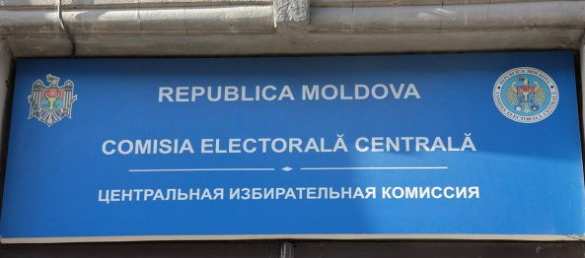 REPUBLICA MOLDOVA
COMISIA ELECTORALĂ CENTRALĂ
ЦЕНТРАЛЬНАЯ ИЗБИРАТЕЛЬНАЯ КОМИССИЯ